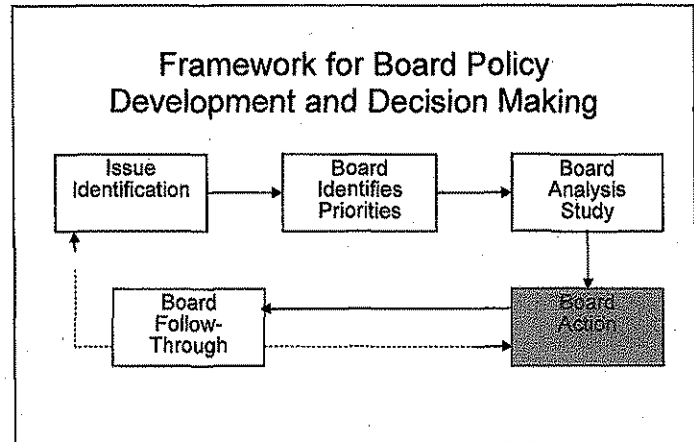 Framework for Board Policy
Development and Decision Making
Issue
Identification
Board
Identifies
Priorities
Board
Analysis
Study
Board
Follow-
Through
Board
Action